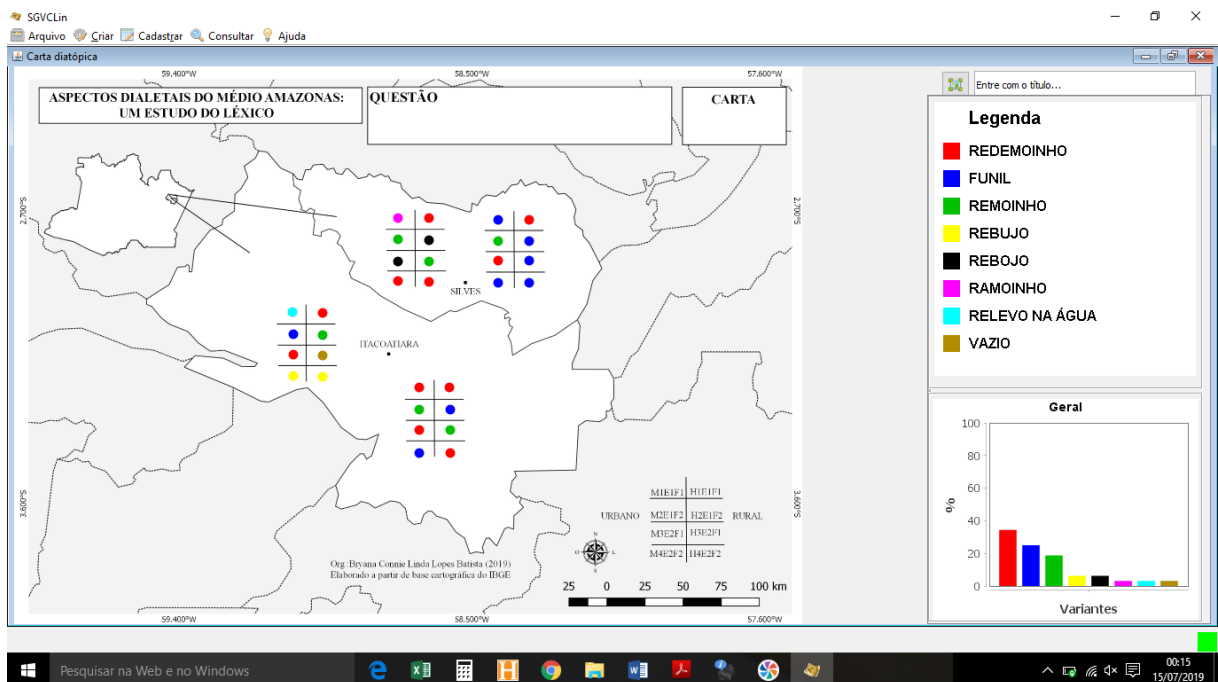 SGVCLin
Arquivo Criar Cadastrar Consultar Ajuda
Carta diatópica
59.400°W 58.500°W 57.600°W
ASPECTOS DIALETAIS DO MÉDIO AMAZONAS:
UM ESTUDO DO LÉXICO
QUESTÃO
CARTA
2.700°S
2.700°S
SILVES
ITACOATIARA
3.600°S
3.600°S
M1E1F1 H1E1F1
URBANO M2E1F2 H2E1F2 RURAL
M3E2F1 H3E2F1
M4E2F2 H4E2F2
N
O L
S
Org.:Bryana Connie Linda Lopes Batista (2019)
Elaborado a partir de base cartográfica do IBGE
25 0 25 50 75 100 km
59.400°W 58.500°W 57.600°W
Entre com o título...
Legenda
REDEMOINHO
FUNIL
REMOINHO
REBUJO
REBOJO
RAMOINHO
RELEVO NA ÁGUA
VAZIO
Geral
100
80
60
40
20
0
%
Variantes
Pesquisar na Web e no Windows
00:15
15/07/2019